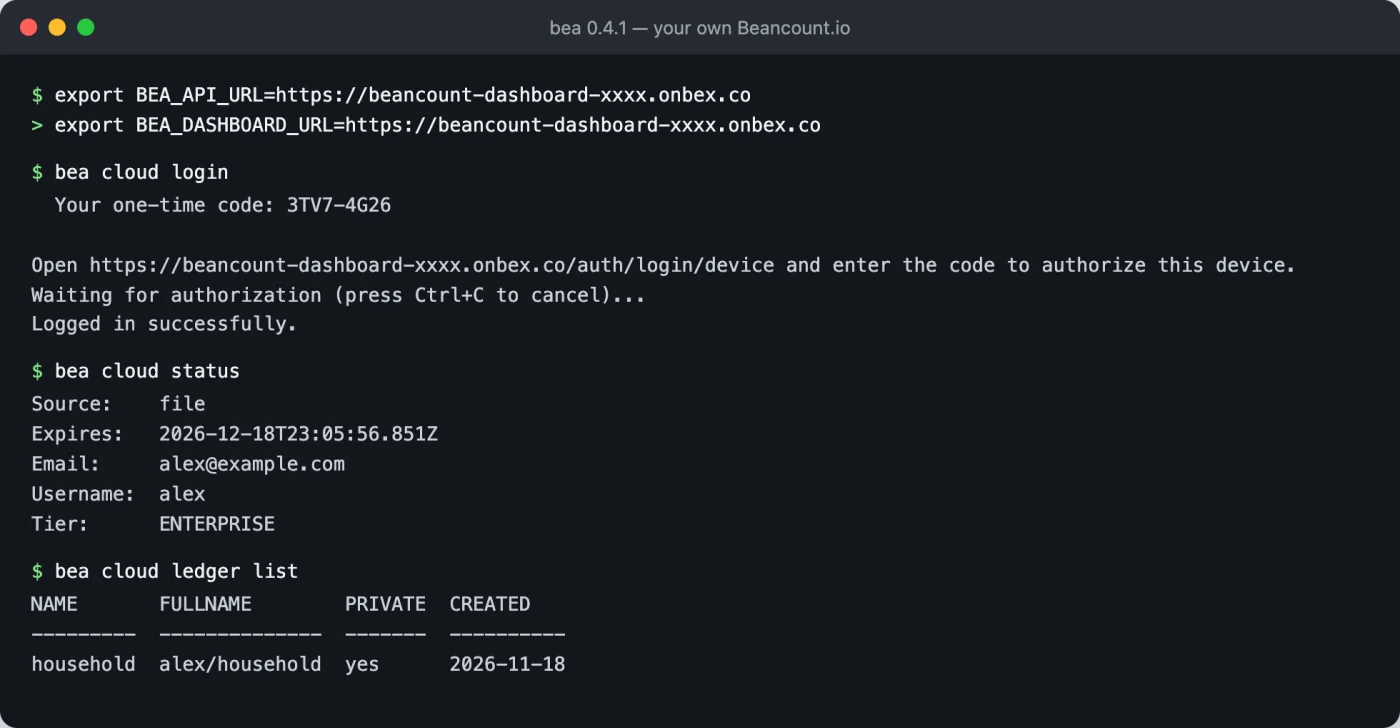 bea 0.4.1 — your own Beancount.io
$ export BEA_API_URL=https://beancount-dashboard-xxxx.onbex.co
> export BEA_DASHBOARD_URL=https://beancount-dashboard-xxxx.onbex.co
$ bea cloud login
Your one-time code: 3TV7-4G26
Open https://beancount-dashboard-xxxx.onbex.co/auth/login/device and enter the code to authorize this device.
Waiting for authorization (press Ctrl+C to cancel)...
Logged in successfully.
$ bea cloud status
Source: file
Expires: 2026-12-18T23:05:56.851Z
Email: alex@example.com
Username: alex
Tier: ENTERPRISE
$ bea cloud ledger list
NAME FULLNAME PRIVATE CREATED
--------- -------------- ------- ----------
household alex/household yes 2026-11-18